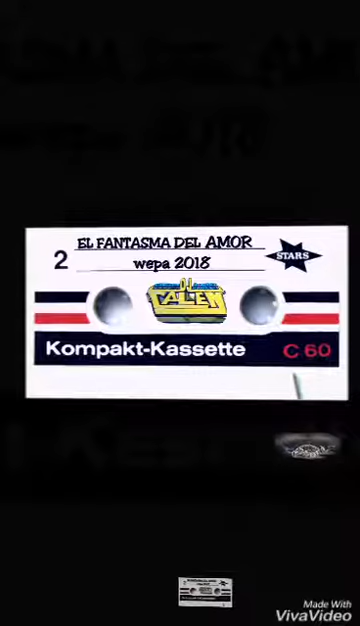 EL FANTASMA DEL AMOR
2
wepa 2018
STARS
DJ
CALEN
Kompakt-Kassette
C 60
Made With
VivaVideo